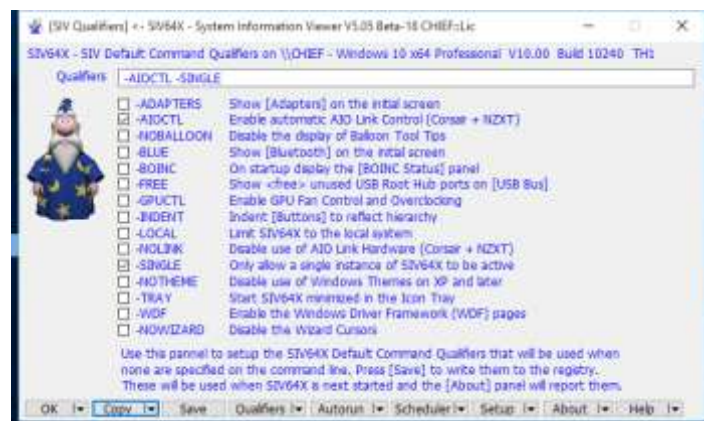 [SIV Qualifiers] <- SIV64X - System Information Viewer V5.05 Beta-18 CHIEF::Lic
SIV64X - SIV Default Command Qualifiers on \\CHIEF - Windows 10 x64 Professional V10.00 Build 10240 TH1
Qualifiers -AIOCTL -SINGLE
-ADAPTERS Show [Adapters] on the initial screen
-AIOCTL Enable automatic AIO Link Control (Corsair + NZXT)
-NOBALLOON Disable the display of Balloon Tool Tips
-BLUE Show [Bluetooth] on the initial screen
-BOINC On startup display the [BOINC Status] panel
-FREE Show <free> unused USB Root Hub ports on [USB Bus]
-GPUCTL Enable GPU Fan Control and Overclocking
-INDENT Indent [Buttons] to reflect hierarchy
-LOCAL Limit SIV64X to the local system
-NOLINK Disable use of AIO Link Hardware (Corsair + NZXT)
-SINGLE Only allow a single instance of SIV64X to be active
-NOTHEME Disable use of Windows Themes on XP and later
-TRAY Start SIV64X minimized in the Icon Tray
-WDF Enable the Windows Driver Framework (WDF) pages
-NOWIZARD Disable the Wizard Cursors
Use this pannel to setup the SIV64X Default Command Qualifiers that will be used when
none are specified on the command line. Press [Save] to write them to the registry.
These will be used when SIV64X is next started and the [About] panel will report them.
OK Copy Save Qualifiers Autorun Scheduler Setup About Help